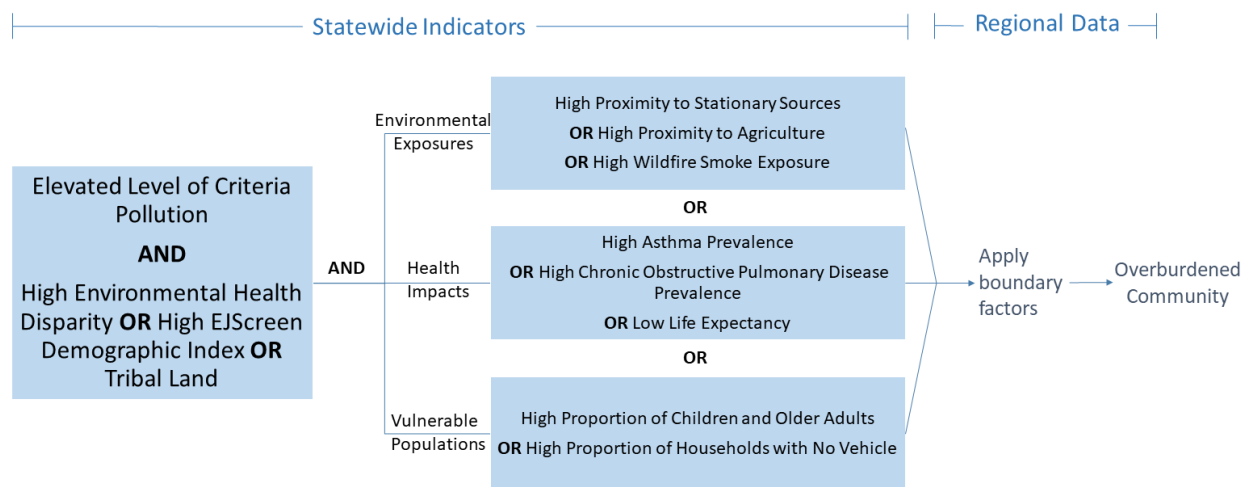 Statewide Indicators
Regional Data
Elevated Level of Criteria
Pollution
AND
High Environmental Health
Disparity OR High EJScreen
Demographic Index OR
Tribal Land
AND
Environmental
Exposures
High Proximity to Stationary Sources
OR High Proximity to Agriculture
OR High Wildfire Smoke Exposure
OR
Health
Impacts
High Asthma Prevalence
OR High Chronic Obstructive Pulmonary Disease
Prevalence
OR Low Life Expectancy
OR
Vulnerable
Populations
High Proportion of Children and Older Adults
OR High Proportion of Households with No Vehicle
Apply
boundary
factors
Overburdened
Community